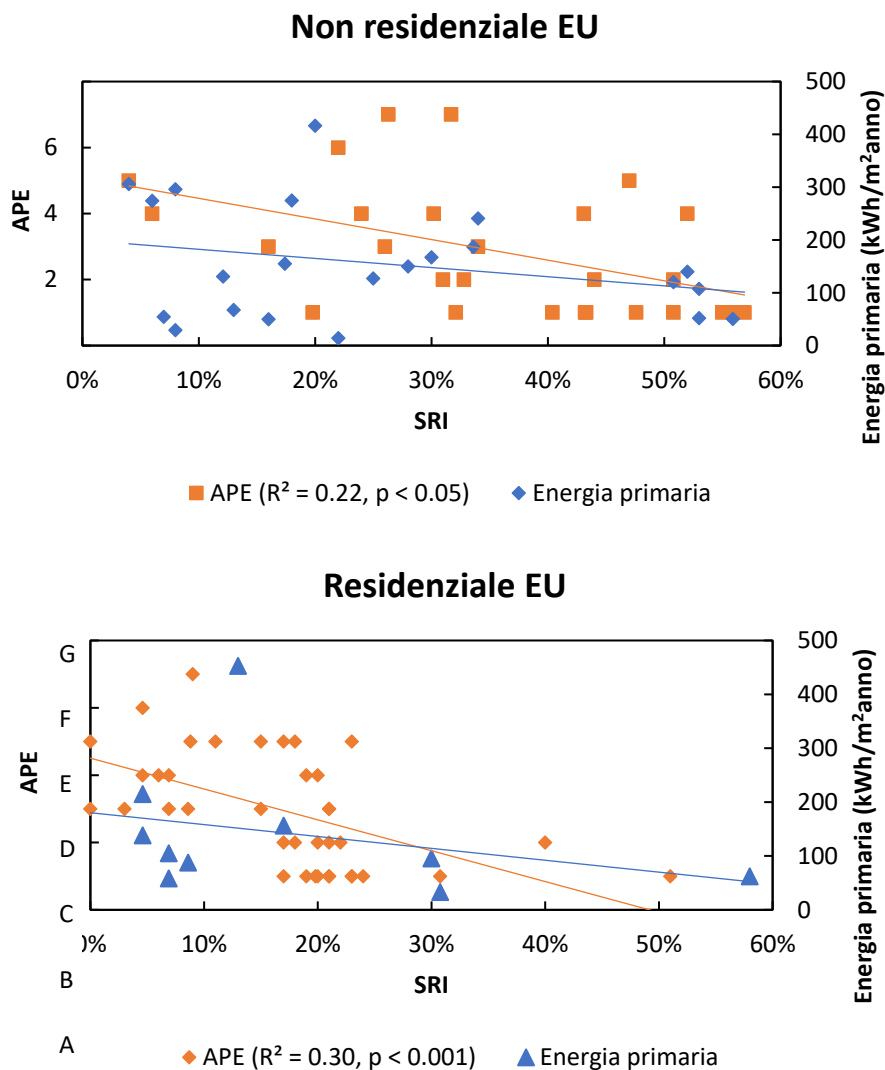 Non residenziale EU
500
400
6
300
4
200
2
100
0
0% 10% 20% 30% 40% 50% 60%
APE
Energia primaria (kWh/m²anno)
SRI
APE (R² = 0.22, p < 0.05) Energia primaria
Residenziale EU
G
500
400
F
300
E
200
D
100
C
0
0% 10% 20% 30% 40% 50% 60%
APE
Energia primaria (kWh/m²anno)
B
SRI
A
APE (R² = 0.30, p < 0.001) Energia primaria